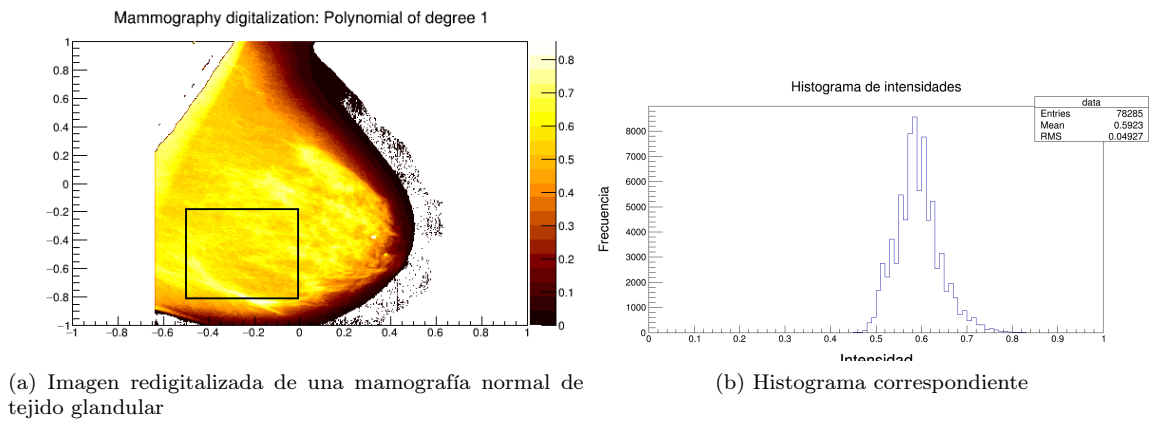 Mammography digitalization: Polynomial of degree 1
1
0.8
0.6
0.4
0.2
0
−0.2
−0.4
−0.6
−0.8
−1
−1 −0.8 −0.6 −0.4 −0.2 0 0.2 0.4 0.6 0.8 1
0.8
0.7
0.6
0.5
0.4
0.3
0.2
0.1
0
(a) Imagen redigitalizada de una mamografía normal de
tejido glandular
Histograma de intensidades
data
Entries 78285
Mean 0.5923
RMS 0.04927
Frecuencia
8000
7000
6000
5000
4000
3000
2000
1000
0
0 0.1 0.2 0.3 0.4 0.5 0.6 0.7 0.8 0.9 1
Intensidad
(b) Histograma correspondiente